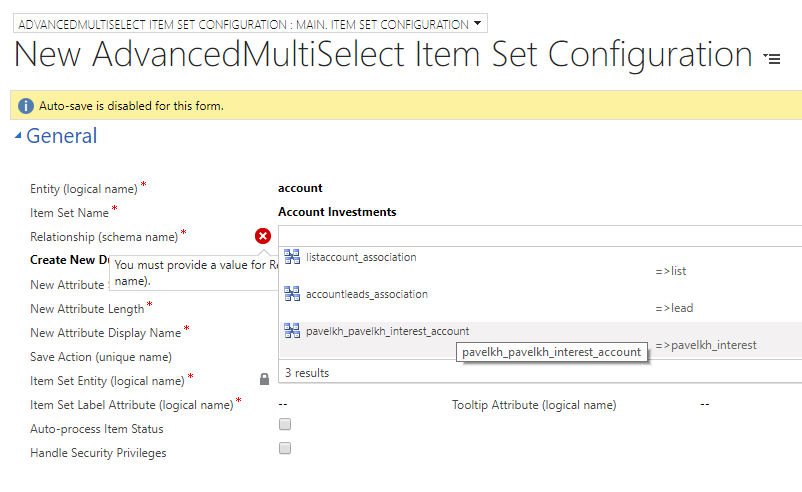 ADVANCEDMULTISELECT ITEM SET CONFIGURATION : MAIN. ITEM SET CONFIGURATION
New AdvancedMultiSelect Item Set Configuration
Auto-save is disabled for this form.
General
Entity (logical name) * account
Item Set Name * Account Investments
Relationship (schema name) *
listaccount_association
=>list
accountleads_association
=>lead
pavelkh_pavelkh_interest_account
=>pavelkh_interest
pavelkh_pavelkh_interest_account
3 results
Create New
You must provide a value for
name).
New Attribute
New Attribute Length *
New Attribute Display Name *
Save Action (unique name)
Item Set Entity (logical name) *
Item Set Label Attribute (logical name) * -- Tooltip Attribute (logical name) --
Auto-process Item Status
Handle Security Privileges